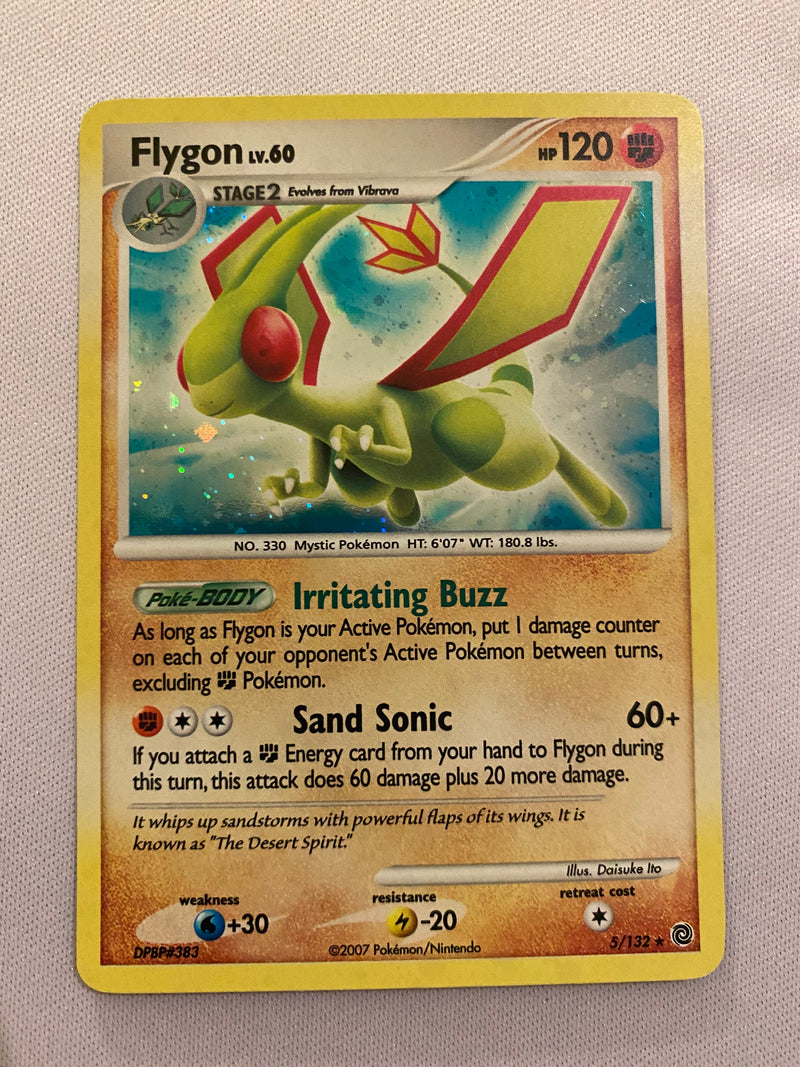 Flygon LV.60 HP 120
STAGE2 Evolves from Vibrava
NO. 330 Mystic Pokémon HT: 6'07" WT: 180.8 lbs.
Poké-BODY Irritating Buzz
As long as Flygon is your Active Pokémon, put 1 damage counter
on each of your opponent's Active Pokémon between turns,
excluding Pokémon.
Sand Sonic 60+
If you attach a Energy card from your hand to Flygon during
this turn, this attack does 60 damage plus 20 more damage.
It whips up sandstorms with powerful flaps of its wings. It is
known as "The Desert Spirit."
Illus. Daisuke Ito
weakness resistance retreat cost
+30 -20
DPBP#383 ©2007 Pokémon/Nintendo 5/132 ★